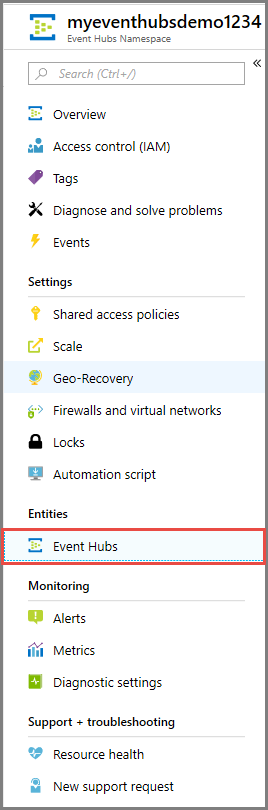 myeventhubsdemo1234
Event Hubs Namespace
Search (Ctrl+/)
Overview
Access control (IAM)
Tags
Diagnose and solve problems
Events
Settings
Shared access policies
Scale
Geo-Recovery
Firewalls and virtual networks
Locks
Automation script
Entities
Event Hubs
Monitoring
Alerts
Metrics
Diagnostic settings
Support + troubleshooting
Resource health
New support request